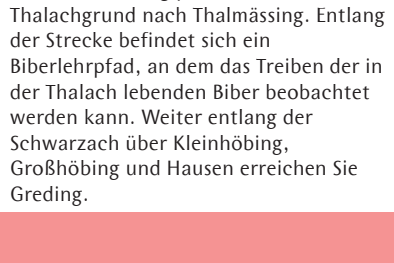 Thalachgrund nach Thalmässing. Entlang
der Strecke befindet sich ein
Biberlehrpfad, an dem das Treiben der in
der Thalach lebenden Biber beobachtet
werden kann. Weiter entlang der
Schwarzach über Kleinhöbing,
Großhöbing und Hausen erreichen Sie
Greding.